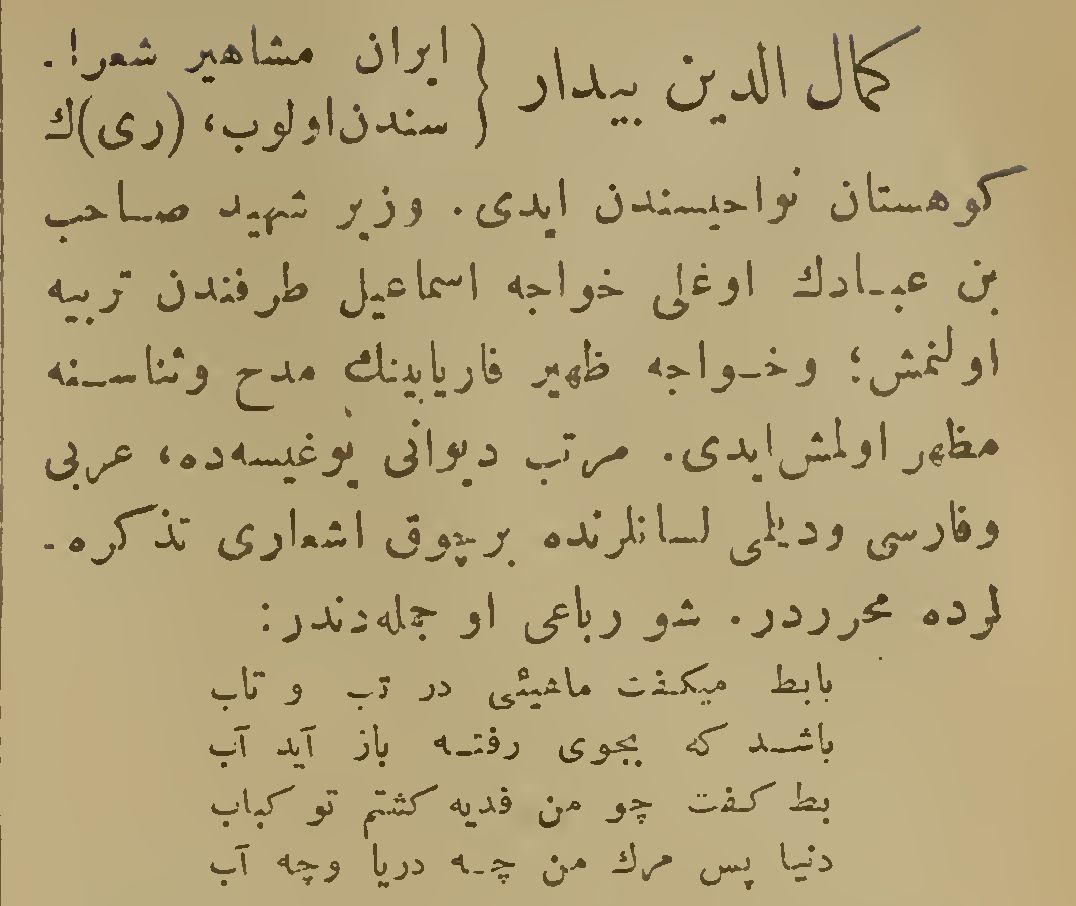 كمال الدين بيدار { ايران مشاهير شعرا-
سندن اولوب، (رى)ك
كوهستان نواحيسندن ايدى. وزير شهيد صاحب
بن عبادك اوغلى خواجه اسماعيل طرفندن تربيه
اولنمش؛ وخواجه ظهير فاريابينك مدح وثناسنه
مظهر اولمش ايدى. مرتب ديوانى يوغيسه ده، عربى
وفارسى وديلمى لسانلرنده برچوق اشعارى تذكره-
لرده محرردر. شو رباعى او جمله دندر:
بابط ميكفت ماهيئى در تب و تاب
باشد كه بجوى رفته باز آيد آب
بط كفت چو من فديه كشتم تو كباب
دنيا پس مرك من چه دريا وچه آب